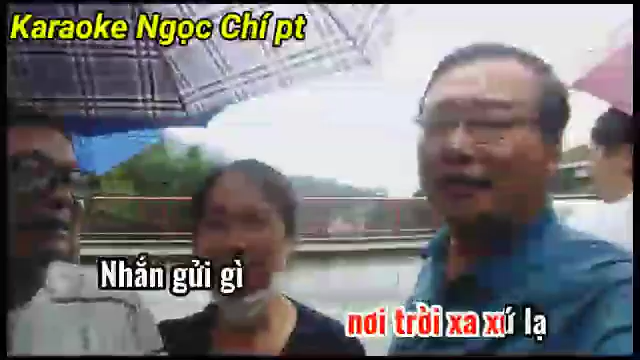 Karaoke Ngọc Chí pt
Nhắn gửi gì
nơi trời xa xứ lạ